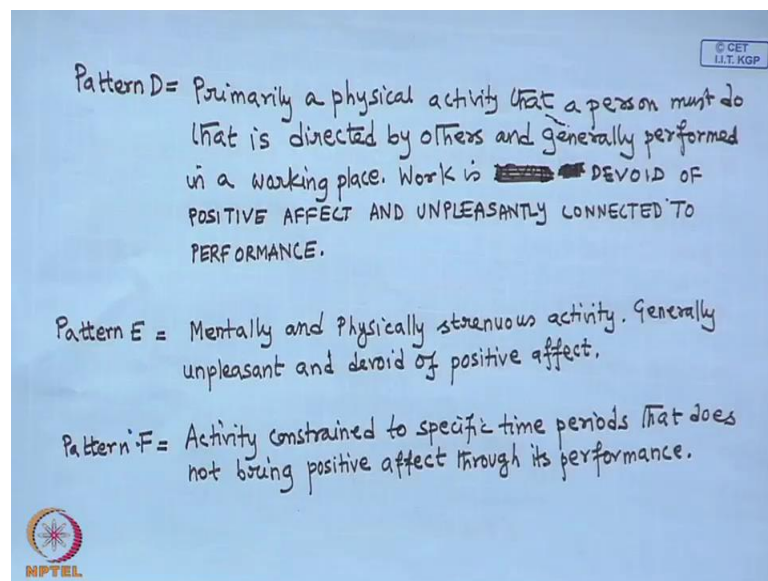 © CET
I.I.T. KGP
Pattern D = Primarily a physical activity that a person must do
that is directed by others and generally performed
in a working place. Work is DEVOID OF
POSITIVE AFFECT AND UNPLEASANTLY CONNECTED TO
PERFORMANCE.
Pattern E = Mentally and Physically strenuous activity. Generally
unpleasant and devoid of positive affect.
Pattern F = Activity constrained to specific time periods that does
not bring positive affect through its performance.
NPTEL